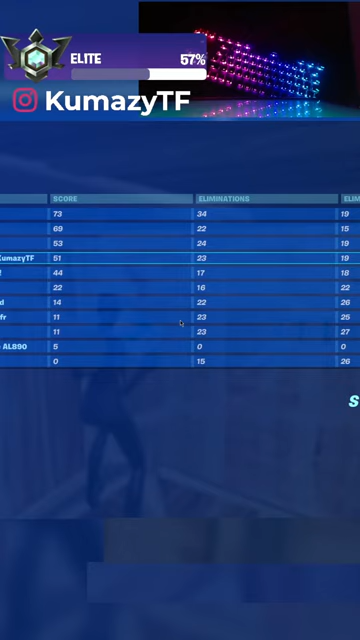 ELITE 57%
KumazyTF
SCORE ELIMINATIONS ELIM
73 34 19
69 22 15
53 24 19
KumazyTF 51 23 19
44 17 18
22 16 22
d 14 22 26
fr 11 23 25
11 23 27
AL890 5 0 0
0 15 26
S